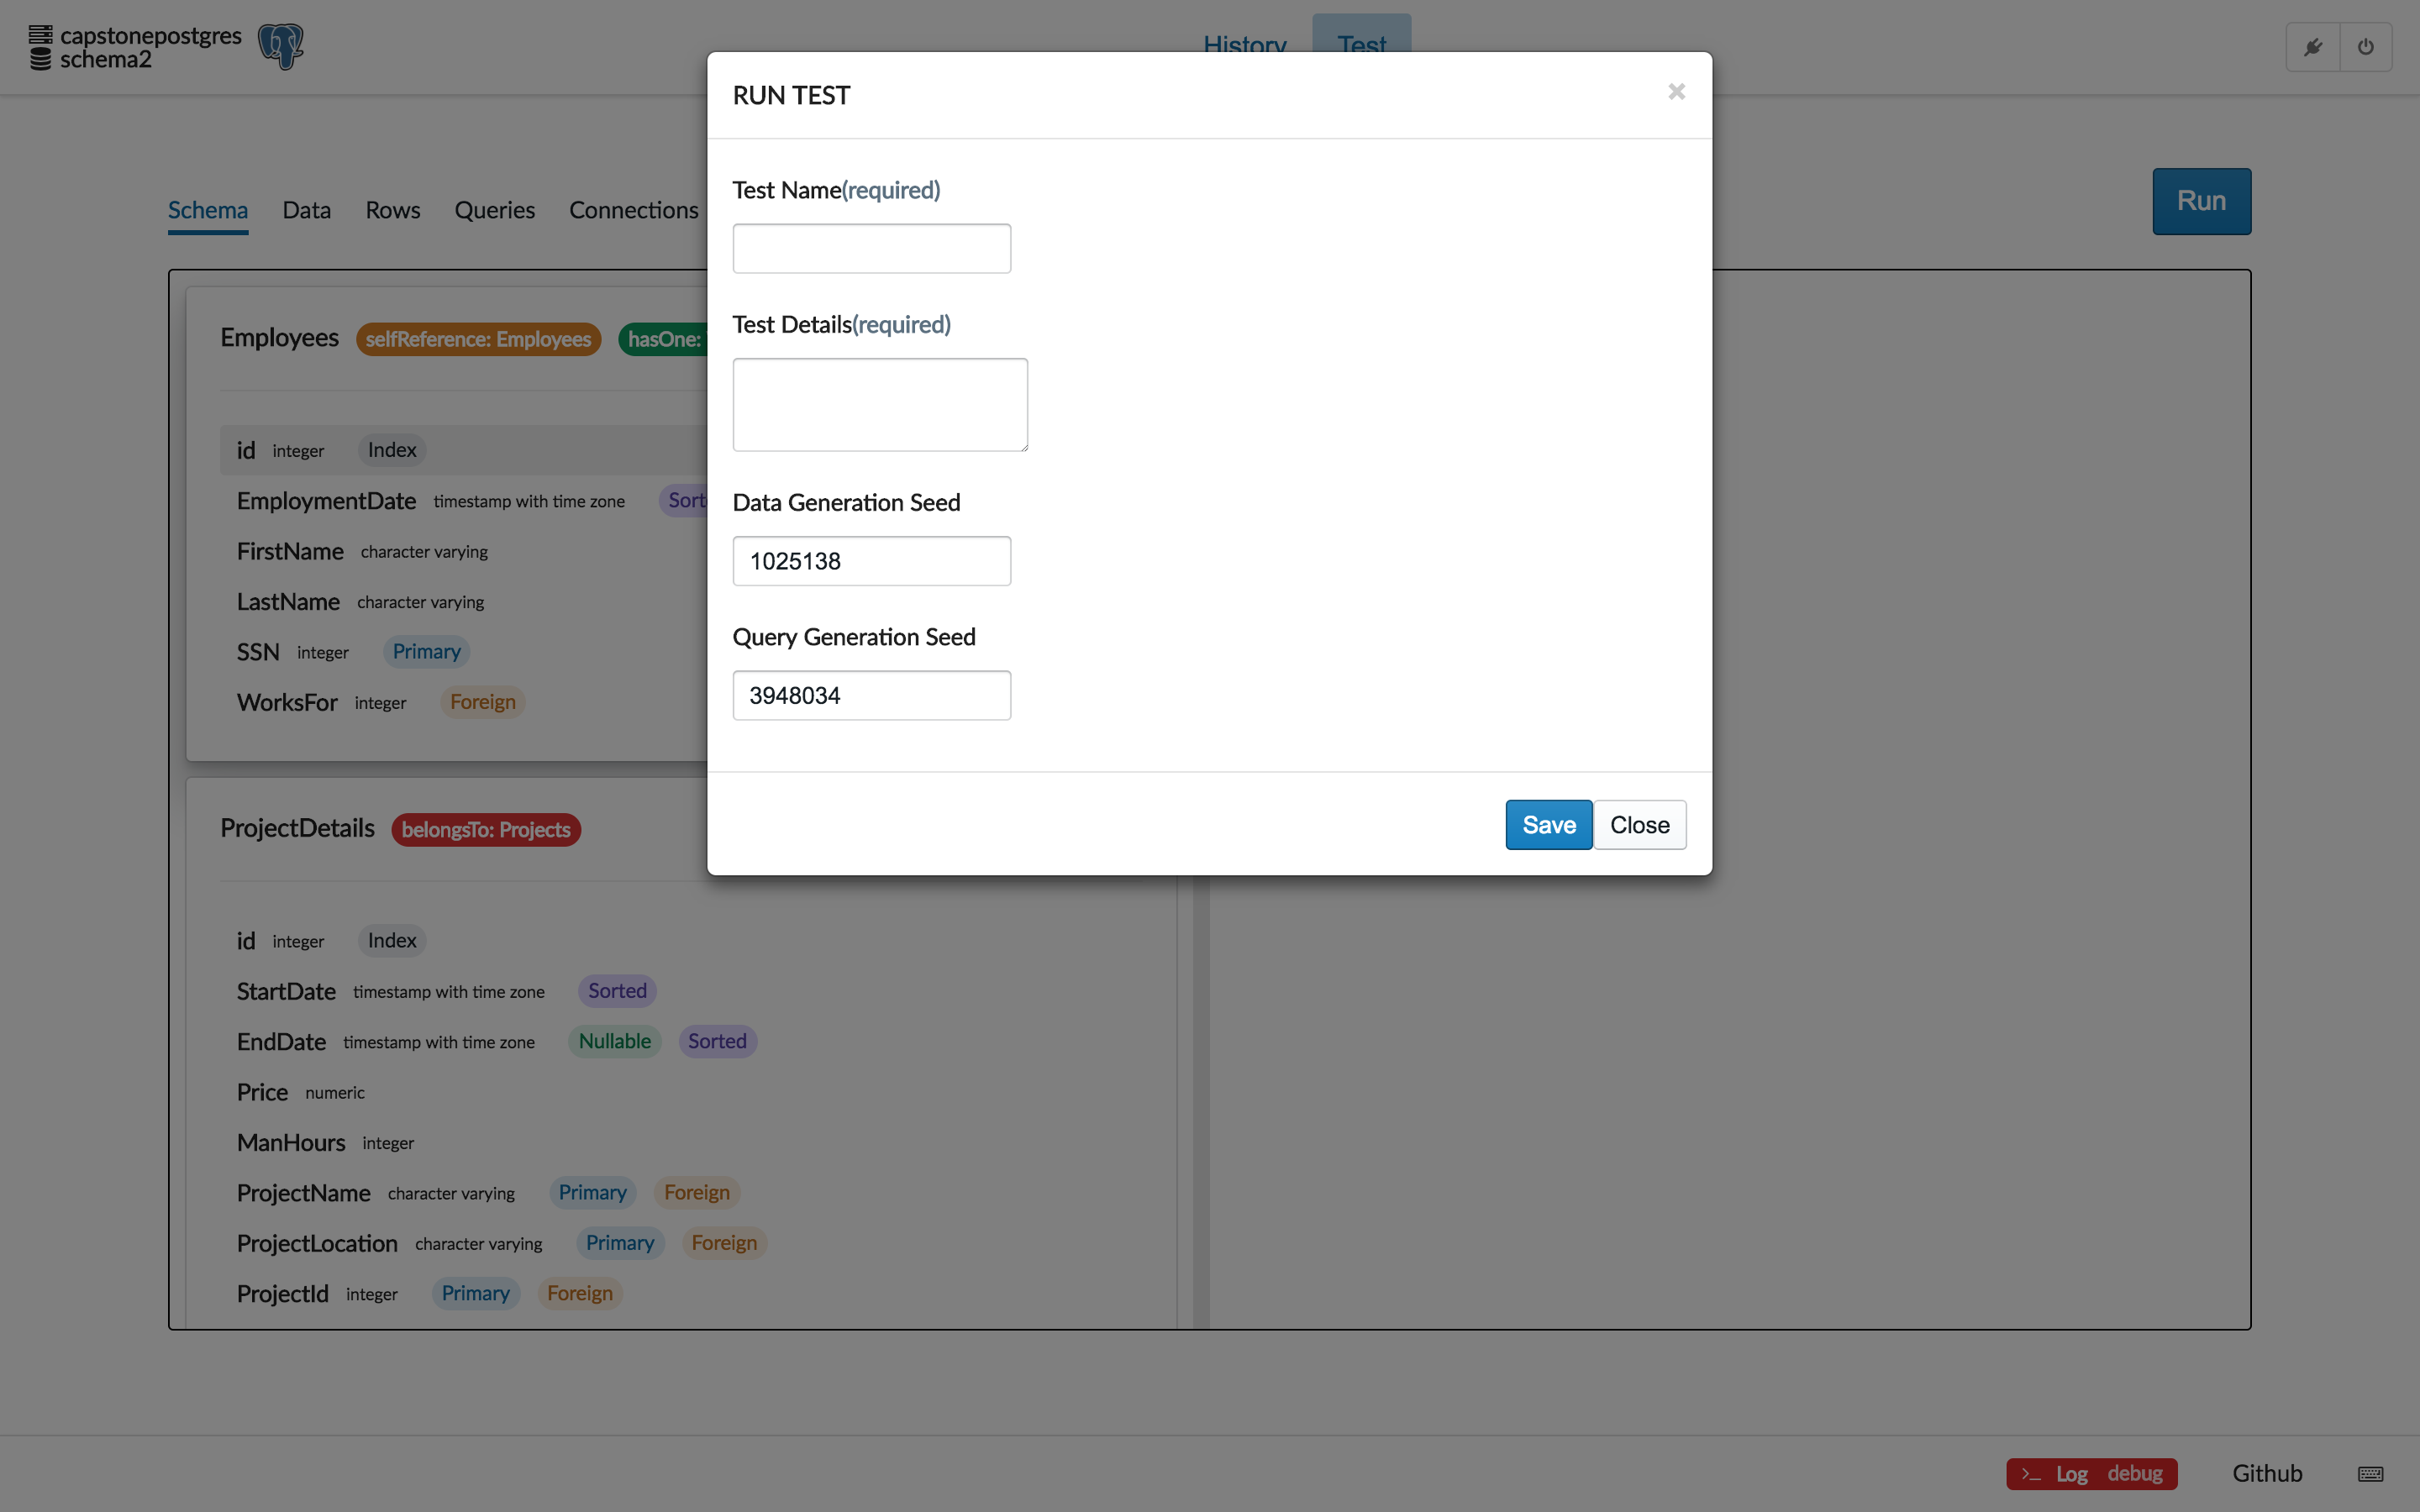 capstonepostgres
schema2
History Test
RUN TEST
Test Name(required)
Test Details(required)
Data Generation Seed
1025138
Query Generation Seed
3948034
Save Close
Schema Data Rows Queries Connections
Run
Employees selfReference: Employees hasOne:
id integer Index
EmploymentDate timestamp with time zone Sort
FirstName character varying
LastName character varying
SSN integer Primary
WorksFor integer Foreign
ProjectDetails belongsTo: Projects
id integer Index
StartDate timestamp with time zone Sorted
EndDate timestamp with time zone Nullable Sorted
Price numeric
ManHours integer
ProjectName character varying Primary Foreign
ProjectLocation character varying Primary Foreign
ProjectId integer Primary Foreign
>_ Log debug Github